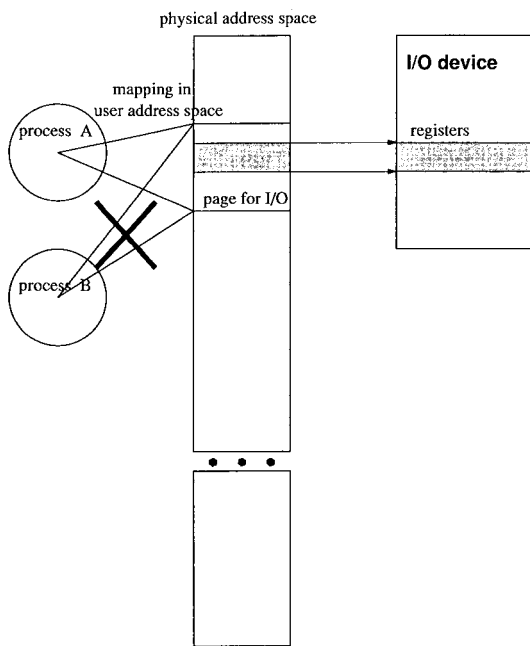 physical address space
I/O device
mapping in
user address space
process A
registers
page for I/O
process B